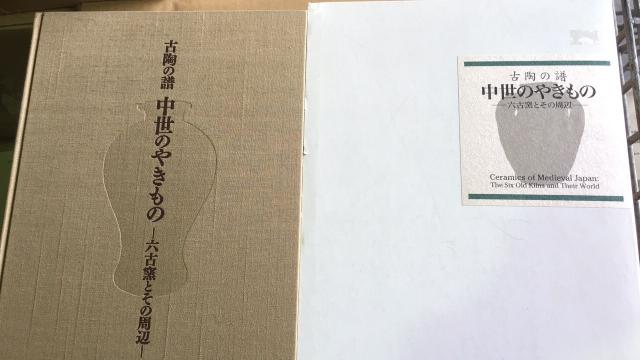 古陶の譜 中世のやきもの
―六古窯とその周辺―
古陶の譜
中世のやきもの
―六古窯とその周辺―
Ceramics of Medieval Japan:
The Six Old Kilns and Their World